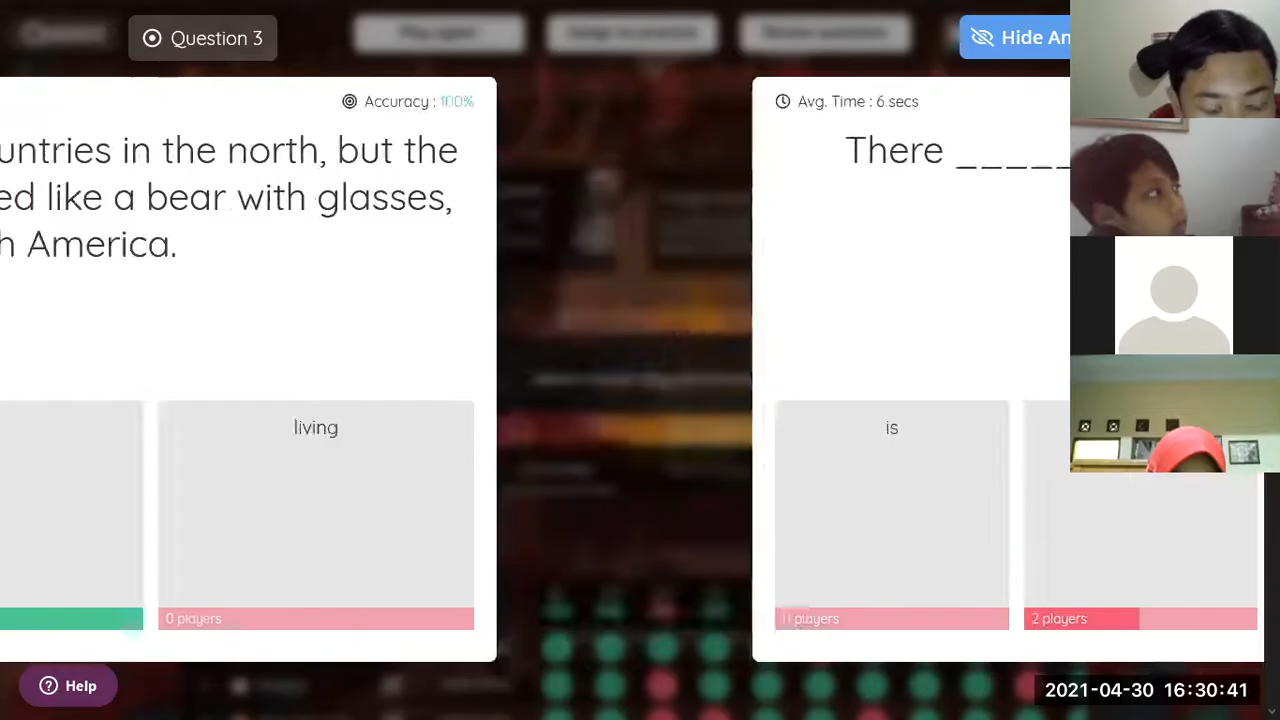 Question 3
Hide An
Accuracy : 100%
untries in the north, but the
ed like a bear with glasses,
h America.
living
0 players
Avg. Time : 6 secs
There ______
is
players
2 players
Help
2021-04-30 16:30:41